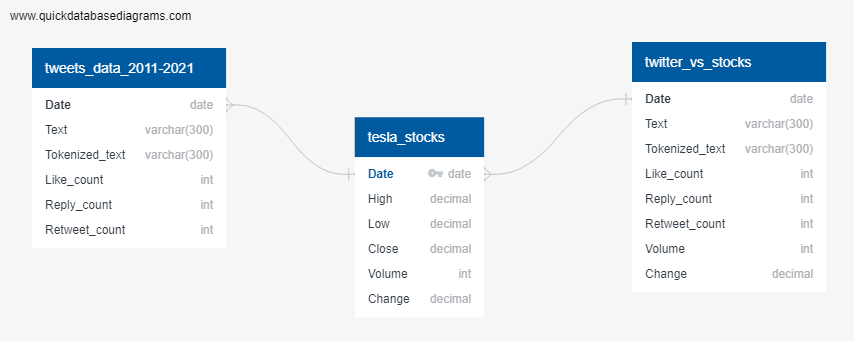 www.quickdatabasediagrams.com
tweets_data_2011-2021
Date date
Text varchar(300)
Tokenized_text varchar(300)
Like_count int
Reply_count int
Retweet_count int
tesla_stocks
Date date
High decimal
Low decimal
Close decimal
Volume int
Change decimal
twitter_vs_stocks
Date date
Text varchar(300)
Tokenized_text varchar(300)
Like_count int
Reply_count int
Retweet_count int
Volume int
Change decimal